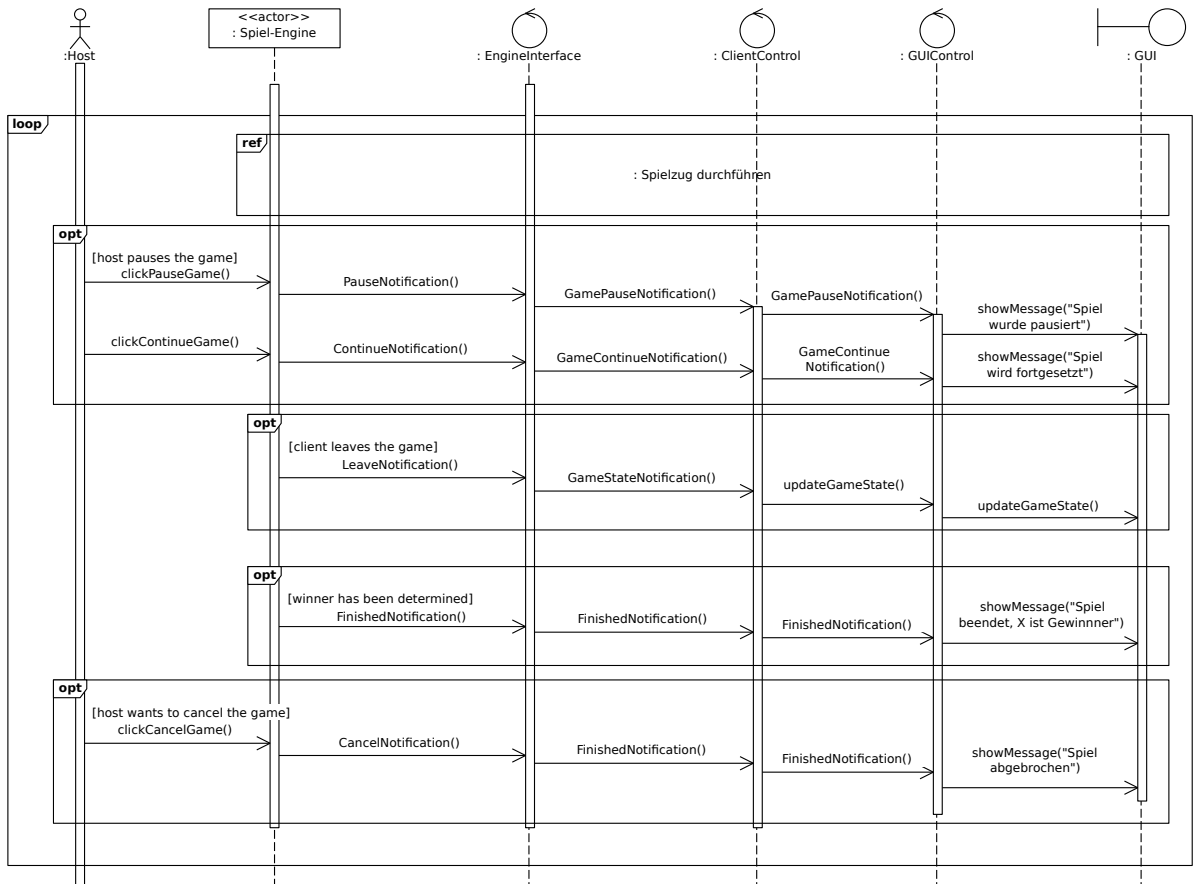 <<actor>>
: Spiel-Engine
:Host
: EngineInterface
: ClientControl
: GUIControl
: GUI
loop
ref
: Spielzug durchführen
opt
[host pauses the game]
clickPauseGame()
PauseNotification()
GamePauseNotification()
GamePauseNotification()
showMessage("Spiel
wurde pausiert")
clickContinueGame()
ContinueNotification()
GameContinueNotification()
GameContinue
Notification()
showMessage("Spiel
wird fortgesetzt")
opt
[client leaves the game]
LeaveNotification()
GameStateNotification()
updateGameState()
updateGameState()
opt
[winner has been determined]
FinishedNotification()
FinishedNotification()
FinishedNotification()
showMessage("Spiel
beendet, X ist Gewinnner")
opt
[host wants to cancel the game]
clickCancelGame()
CancelNotification()
FinishedNotification()
FinishedNotification()
showMessage("Spiel
abgebrochen")